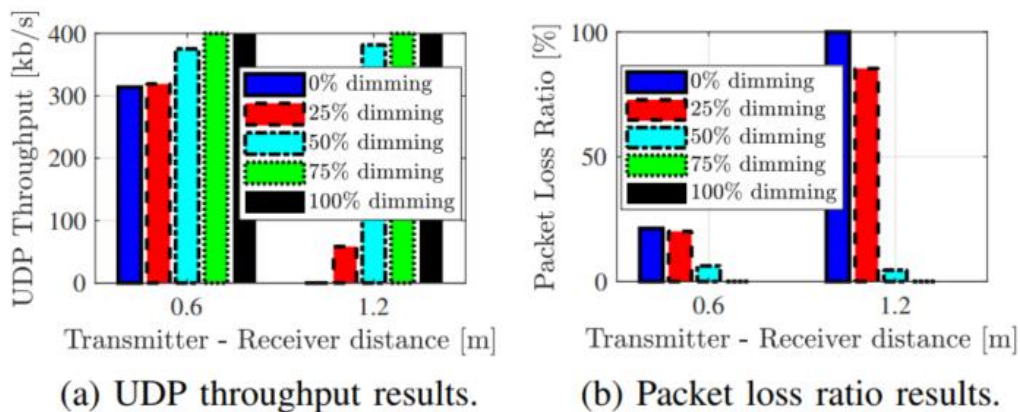 UDP Throughput [kb/s]
400
300
200
100
0
0% dimming
25% dimming
50% dimming
75% dimming
100% dimming
0.6 1.2
Transmitter - Receiver distance [m]
(a) UDP throughput results.
Packet Loss Ratio [%]
100
50
0
0% dimming
25% dimming
50% dimming
75% dimming
100% dimming
0.6 1.2
Transmitter - Receiver distance [m]
(b) Packet loss ratio results.